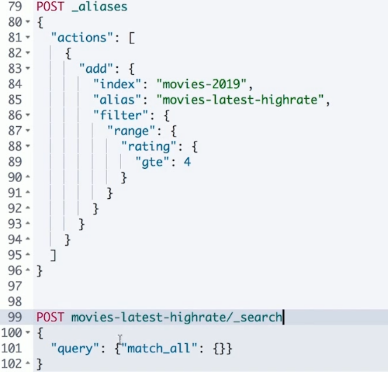 79 POST _aliases
80 {
81   "actions": [
82     {
83       "add": {
84         "index": "movies-2019",
85         "alias": "movies-latest-highrate",
86         "filter": {
87           "range": {
88             "rating": {
89               "gte": 4
90             }
91           }
92         }
93       }
94     }
95   ]
96 }
97
98
99 POST movies-latest-highrate/_search
100 {
101   "query": {"match_all": {}}
102 }